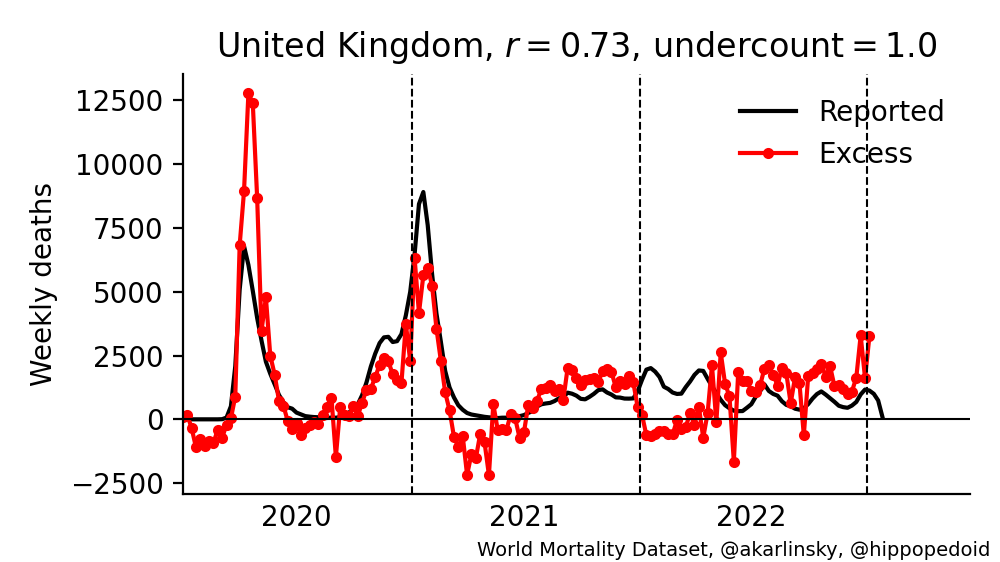 United Kingdom, r = 0.73, undercount = 1.0
12500
10000
7500
5000
2500
0
−2500
Weekly deaths
Reported
Excess
2020
2021
2022
World Mortality Dataset, @akarlinsky, @hippopedoid